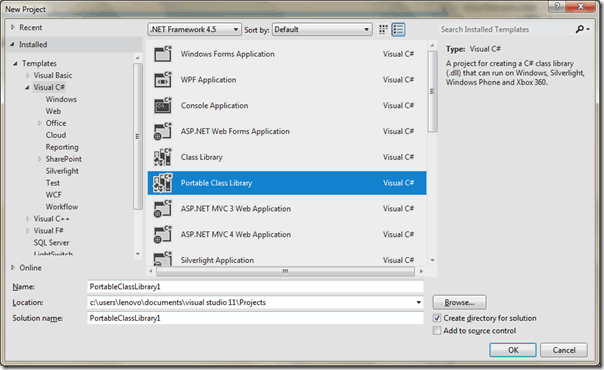 New Project
Recent
.NET Framework 4.5 Sort by: Default
Search Installed Templates
Installed
Templates
Visual Basic
Visual C#
Windows
Web
Office
Cloud
Reporting
SharePoint
Silverlight
Test
WCF
Workflow
Visual C++
Visual F#
SQL Server
LightSwitch
Online
Windows Forms Application Visual C#
WPF Application Visual C#
Console Application Visual C#
ASP.NET Web Forms Application Visual C#
Class Library Visual C#
Portable Class Library Visual C#
ASP.NET MVC 3 Web Application Visual C#
ASP.NET MVC 4 Web Application Visual C#
Silverlight Application Visual C#
Type: Visual C#
A project for creating a C# class library
(.dll) that can run on Windows, Silverlight,
Windows Phone and Xbox 360.
Name: PortableClassLibrary1
Location: c:\users\lenovo\documents\visual studio 11\Projects
Browse...
Solution name: PortableClassLibrary1
Create directory for solution
Add to source control
OK Cancel